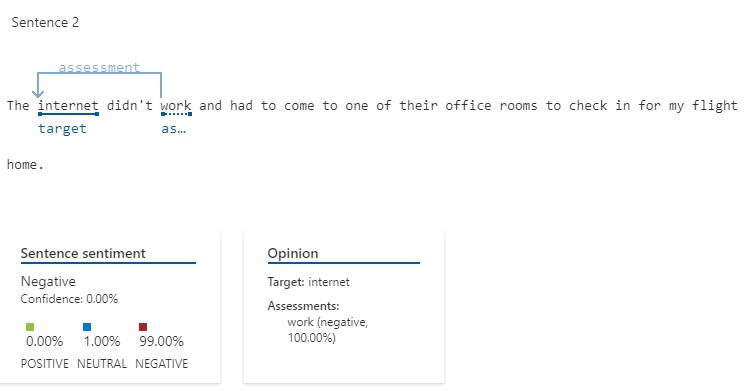 Sentence 2
assessment
The internet didn't work and had to come to one of their office rooms to check in for my flight
target as…
home.
Sentence sentiment
Negative
Confidence: 0.00%
0.00% 1.00% 99.00%
POSITIVE NEUTRAL NEGATIVE
Opinion
Target: internet
Assessments:
work (negative,
100.00%)